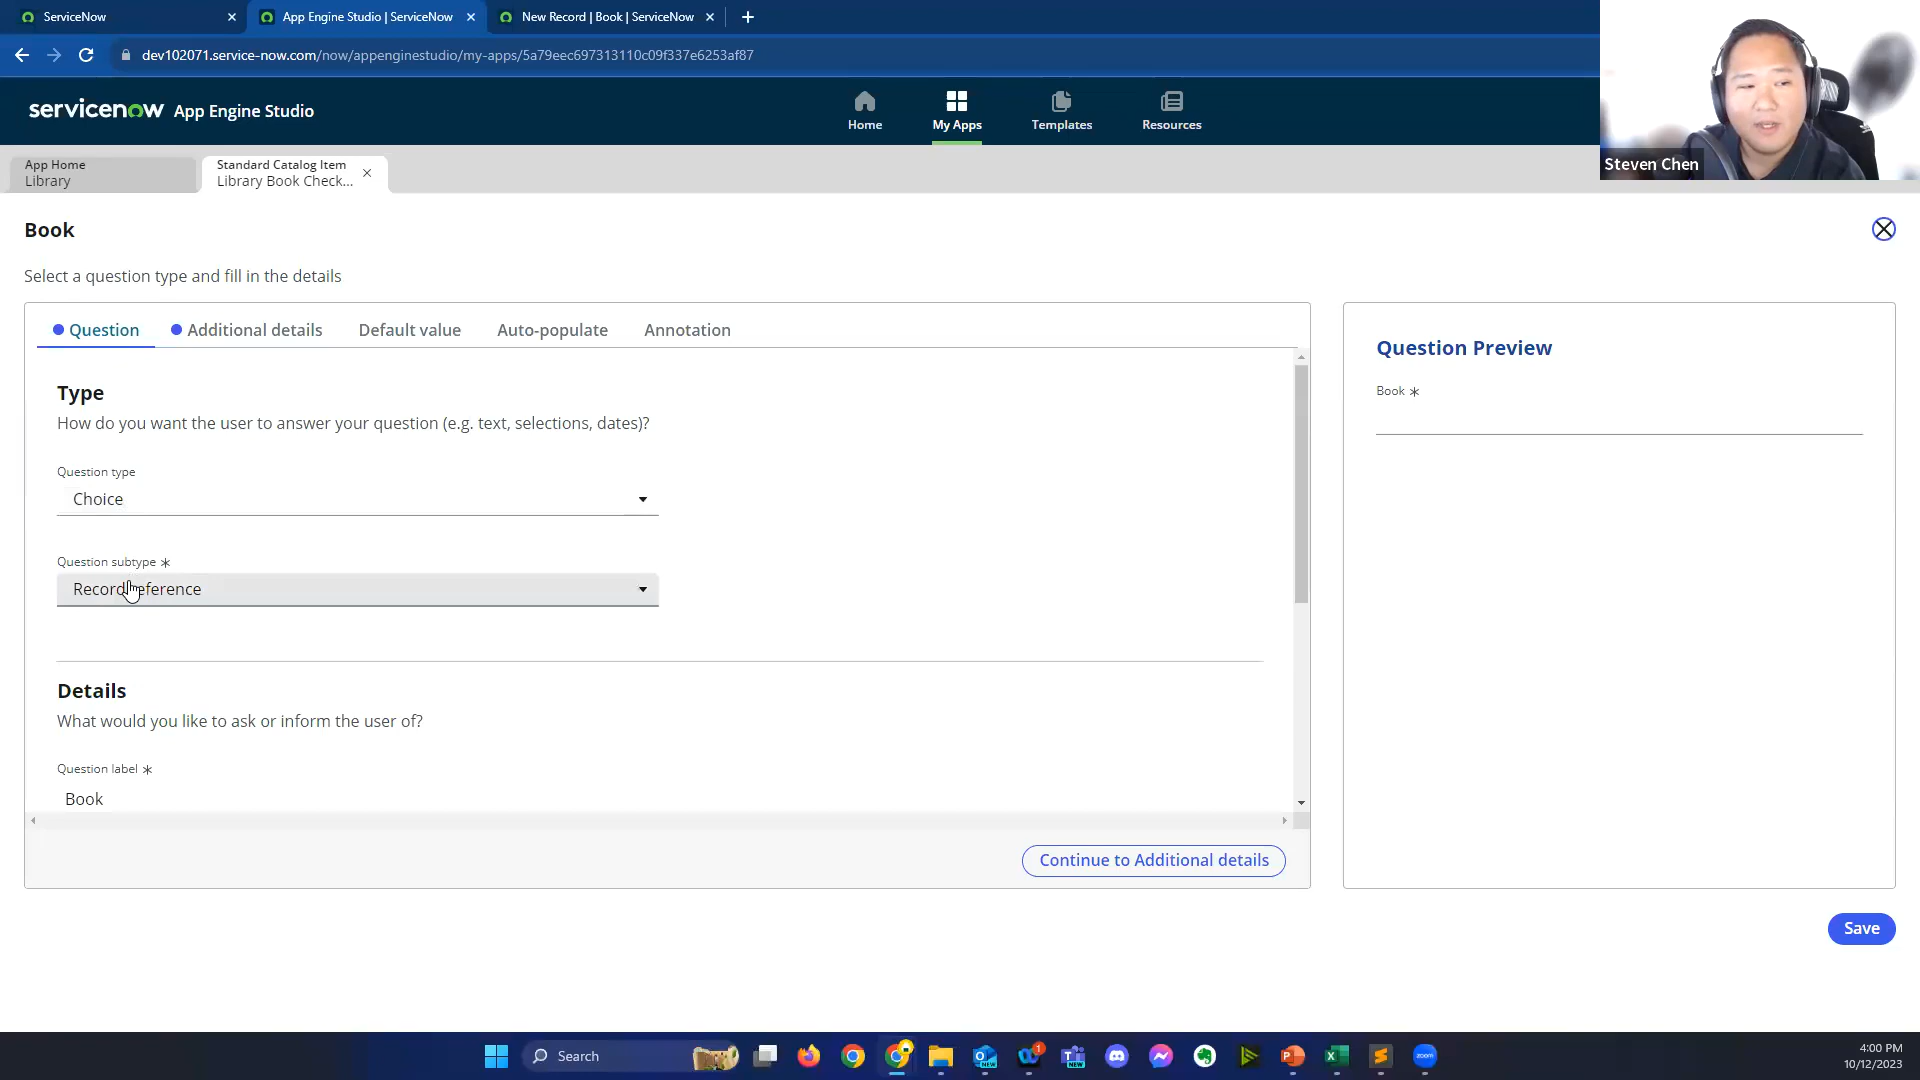 ServiceNow
App Engine Studio | ServiceNow
New Record | Book | ServiceNow
dev102071.service-now.com/now/appenginestudio/my-apps/5a79eec697313110c09f337e6253af87
servicenow App Engine Studio
Home
My Apps
Templates
Resources
Steven Chen
App Home
Library
Standard Catalog Item
Library Book Check...
Book
Select a question type and fill in the details
Question
Additional details
Default value
Auto-populate
Annotation
Type
How do you want the user to answer your question (e.g. text, selections, dates)?
Question type
Choice
Question subtype *
Record reference
Details
What would you like to ask or inform the user of?
Question label *
Book
Continue to Additional details
Question Preview
Book *
Save
Search
4:00 PM
10/12/2023